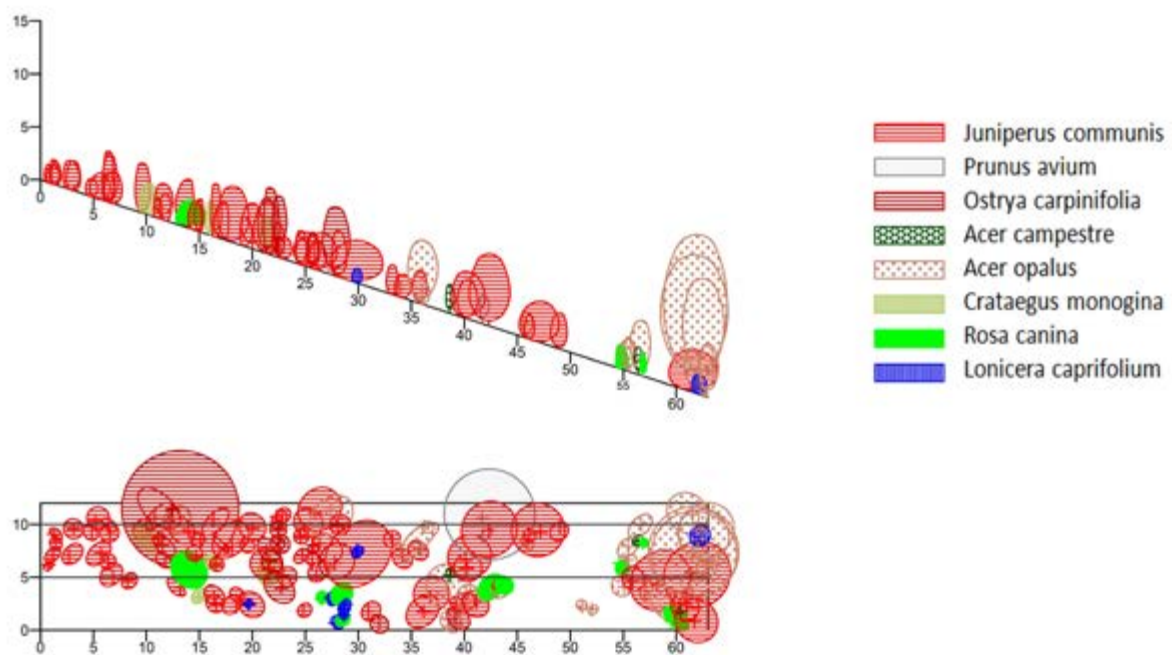 15
10
5
0
0
5
10
15
20
25
30
35
40
45
50
55
60
Juniperus communis
Prunus avium
Ostrya carpinifolia
Acer campestre
Acer opalus
Crataegus monogina
Rosa canina
Lonicera caprifolium
10
5
0
0 5 10 15 20 25 30 35 40 45 50 55 60